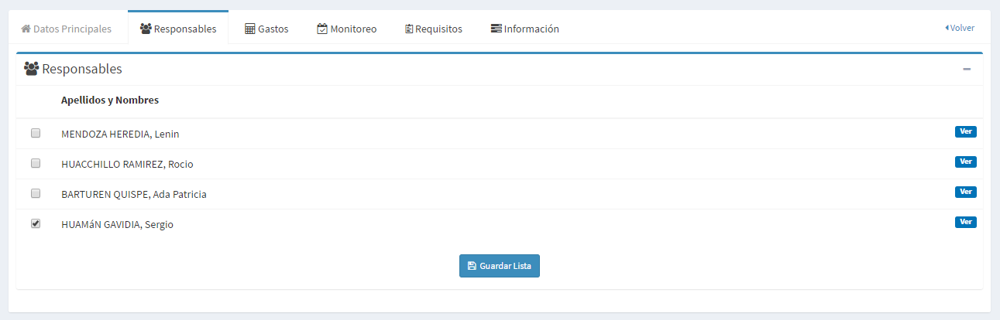 Datos Principales Responsables Gastos Monitoreo Requisitos Información Volver
Responsables
Apellidos y Nombres
MENDOZA HEREDIA, Lenin Ver
HUACCHILLO RAMIREZ, Rocio Ver
BARTUREN QUISPE, Ada Patricia Ver
HUAMáN GAVIDIA, Sergio Ver
Guardar Lista